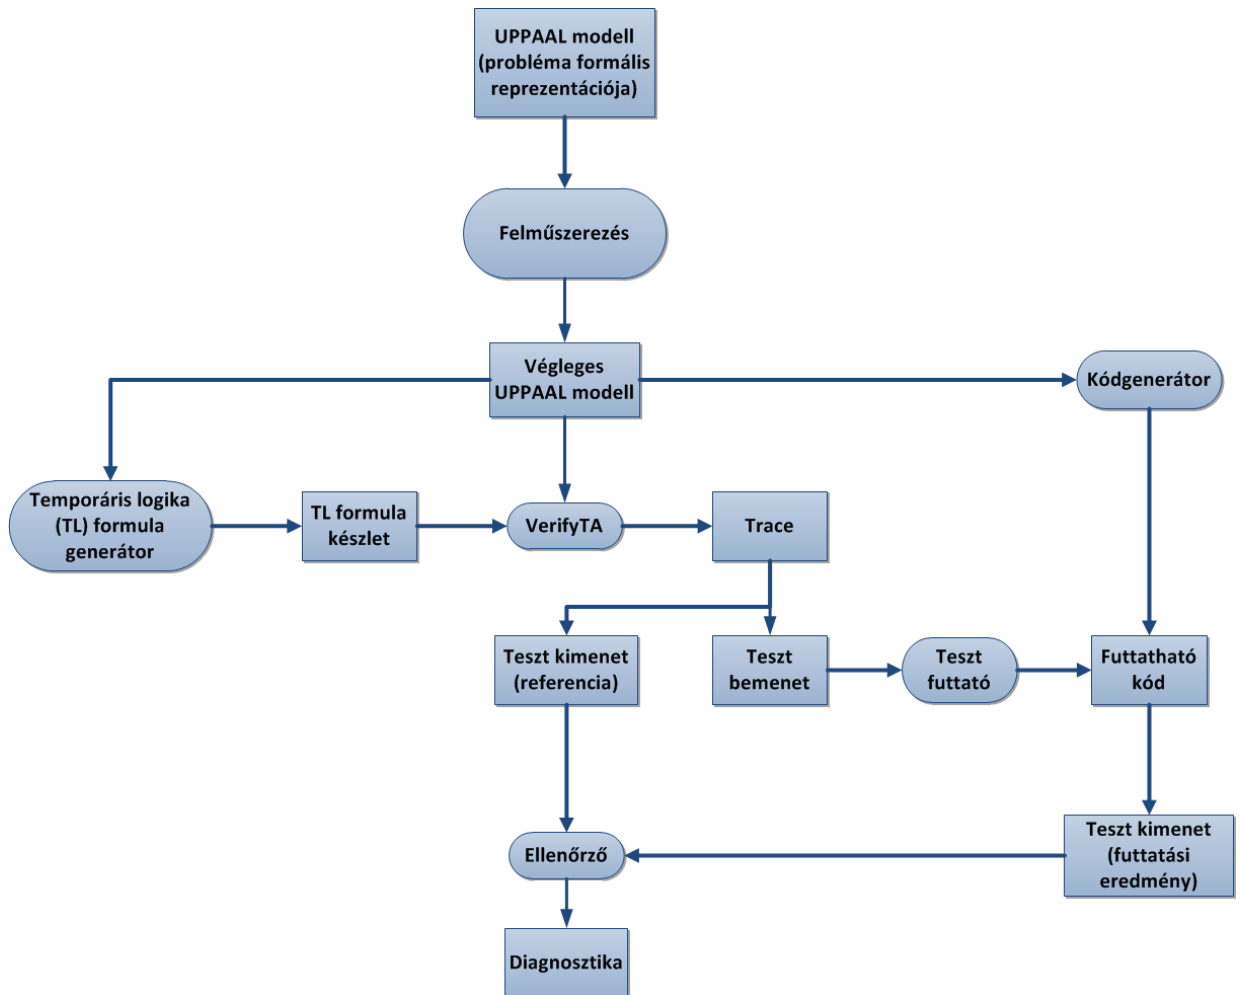 UPPAAL modell
(probléma formális
reprezentációja)
Felműszerezés
Végleges
UPPAAL modell
Kódgenerátor
Temporáris logika
(TL) formula
generátor
TL formula
készlet
VerifyTA
Trace
Teszt kimenet
(referencia)
Teszt
bemenet
Teszt
futtató
Futtatható
kód
Teszt kimenet
(futtatási
eredmény)
Ellenőrző
Diagnosztika